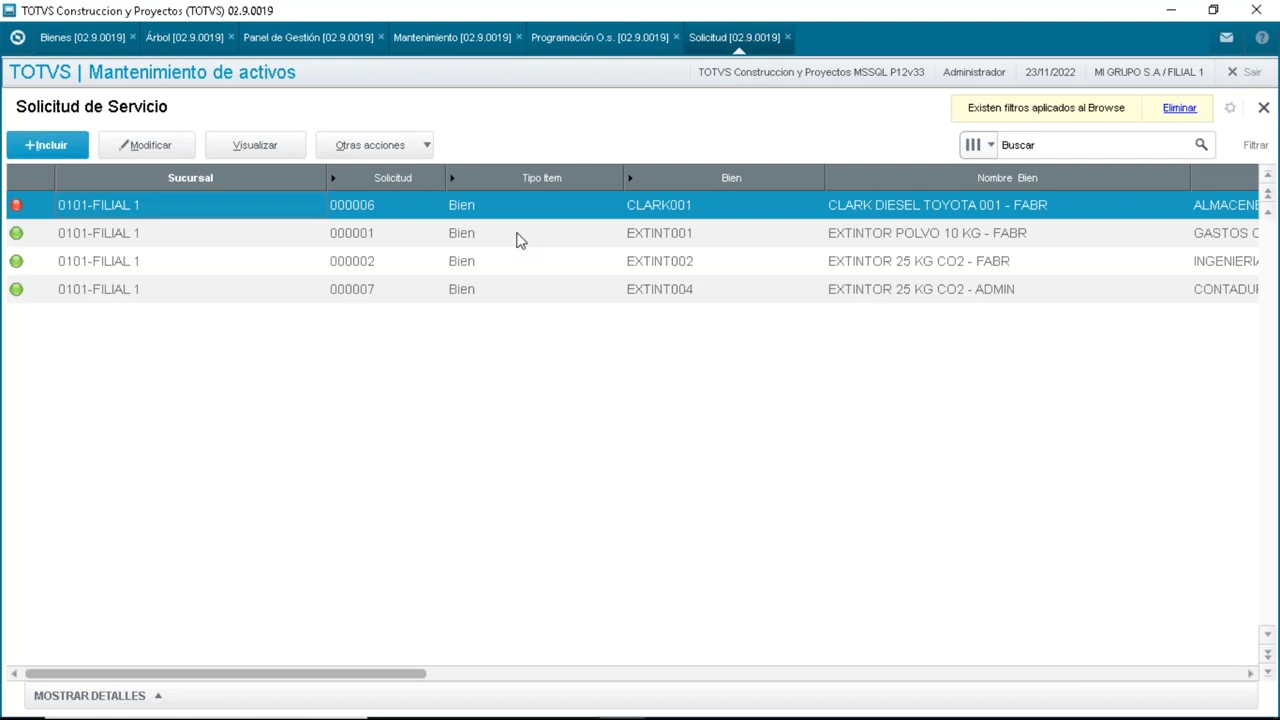 TOTVS Construccion y Proyectos (TOTVS) 02.9.0019
Bienes [02.9.0019] Árbol [02.9.0019] Panel de Gestión [02.9.0019] Mantenimiento [02.9.0019] Programación O.s. [02.9.0019] Solicitud [02.9.0019]
TOTVS | Mantenimiento de activos TOTVS Construccion y Proyectos MSSQL P12v33 Administrador 23/11/2022 MI GRUPO S.A / FILIAL 1 Sair
Solicitud de Servicio Existen filtros aplicados al Browse Eliminar
+Incluir Modificar Visualizar Otras acciones Buscar Filtrar
Sucursal Solicitud Tipo Item Bien Nombre Bien
0101-FILIAL 1 000006 Bien CLARK001 CLARK DIESEL TOYOTA 001 - FABR ALMACENE
0101-FILIAL 1 000001 Bien EXTINT001 EXTINTOR POLVO 10 KG - FABR GASTOS
0101-FILIAL 1 000002 Bien EXTINT002 EXTINTOR 25 KG CO2 - FABR INGENIERI
0101-FILIAL 1 000007 Bien EXTINT004 EXTINTOR 25 KG CO2 - ADMIN CONTADU
MOSTRAR DETALLES